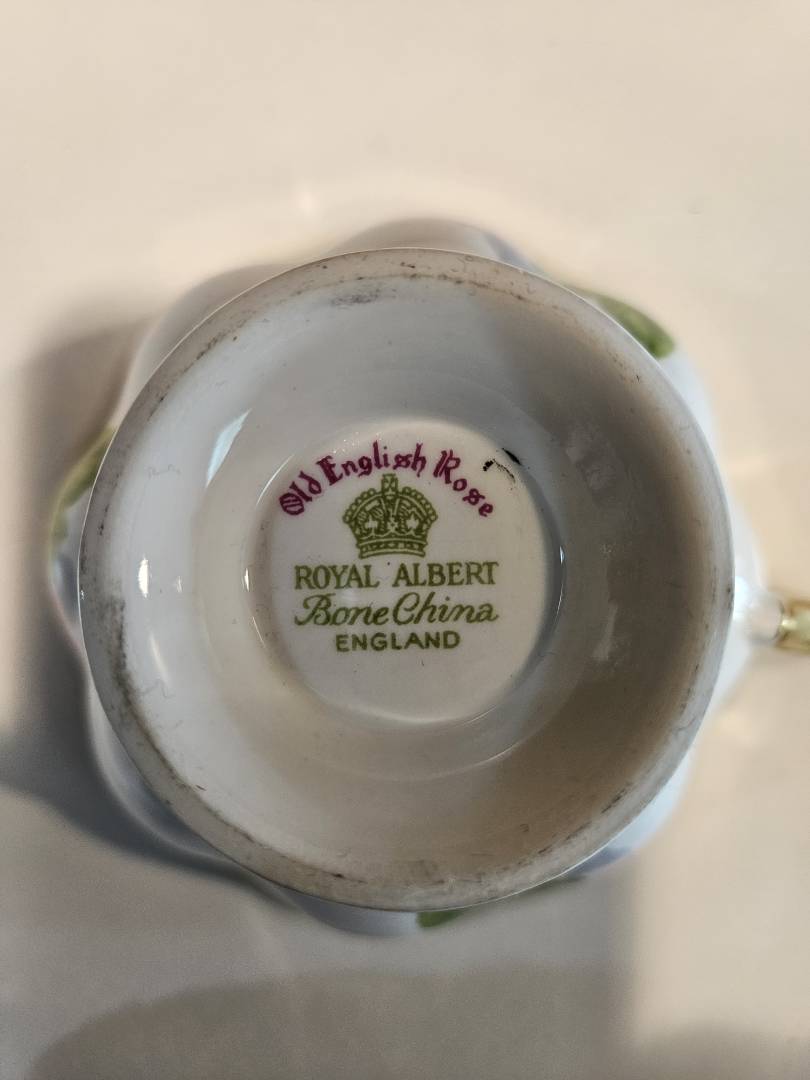 Old English Rose
ROYAL ALBERT
Bone China
ENGLAND